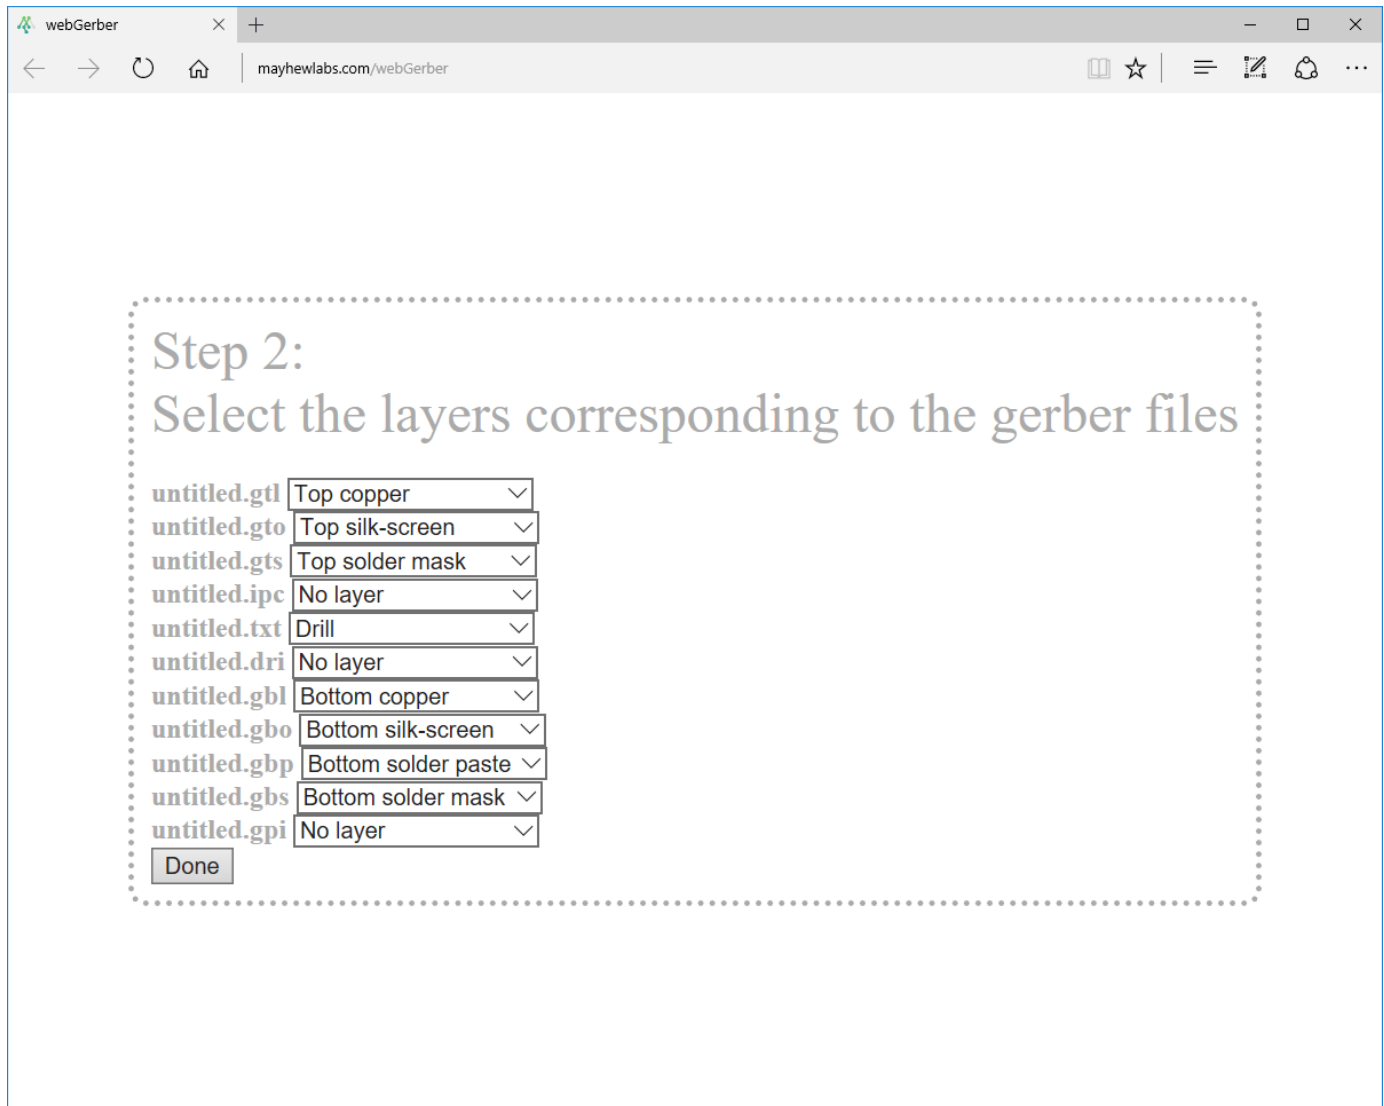 webGerber
mayhewlabs.com/webGerber
Step 2:
Select the layers corresponding to the gerber files
untitled.gtl Top copper
untitled.gto Top silk-screen
untitled.gts Top solder mask
untitled.ipc No layer
untitled.txt Drill
untitled.dri No layer
untitled.gbl Bottom copper
untitled.gbo Bottom silk-screen
untitled.gbp Bottom solder paste
untitled.gbs Bottom solder mask
untitled.gpi No layer
Done